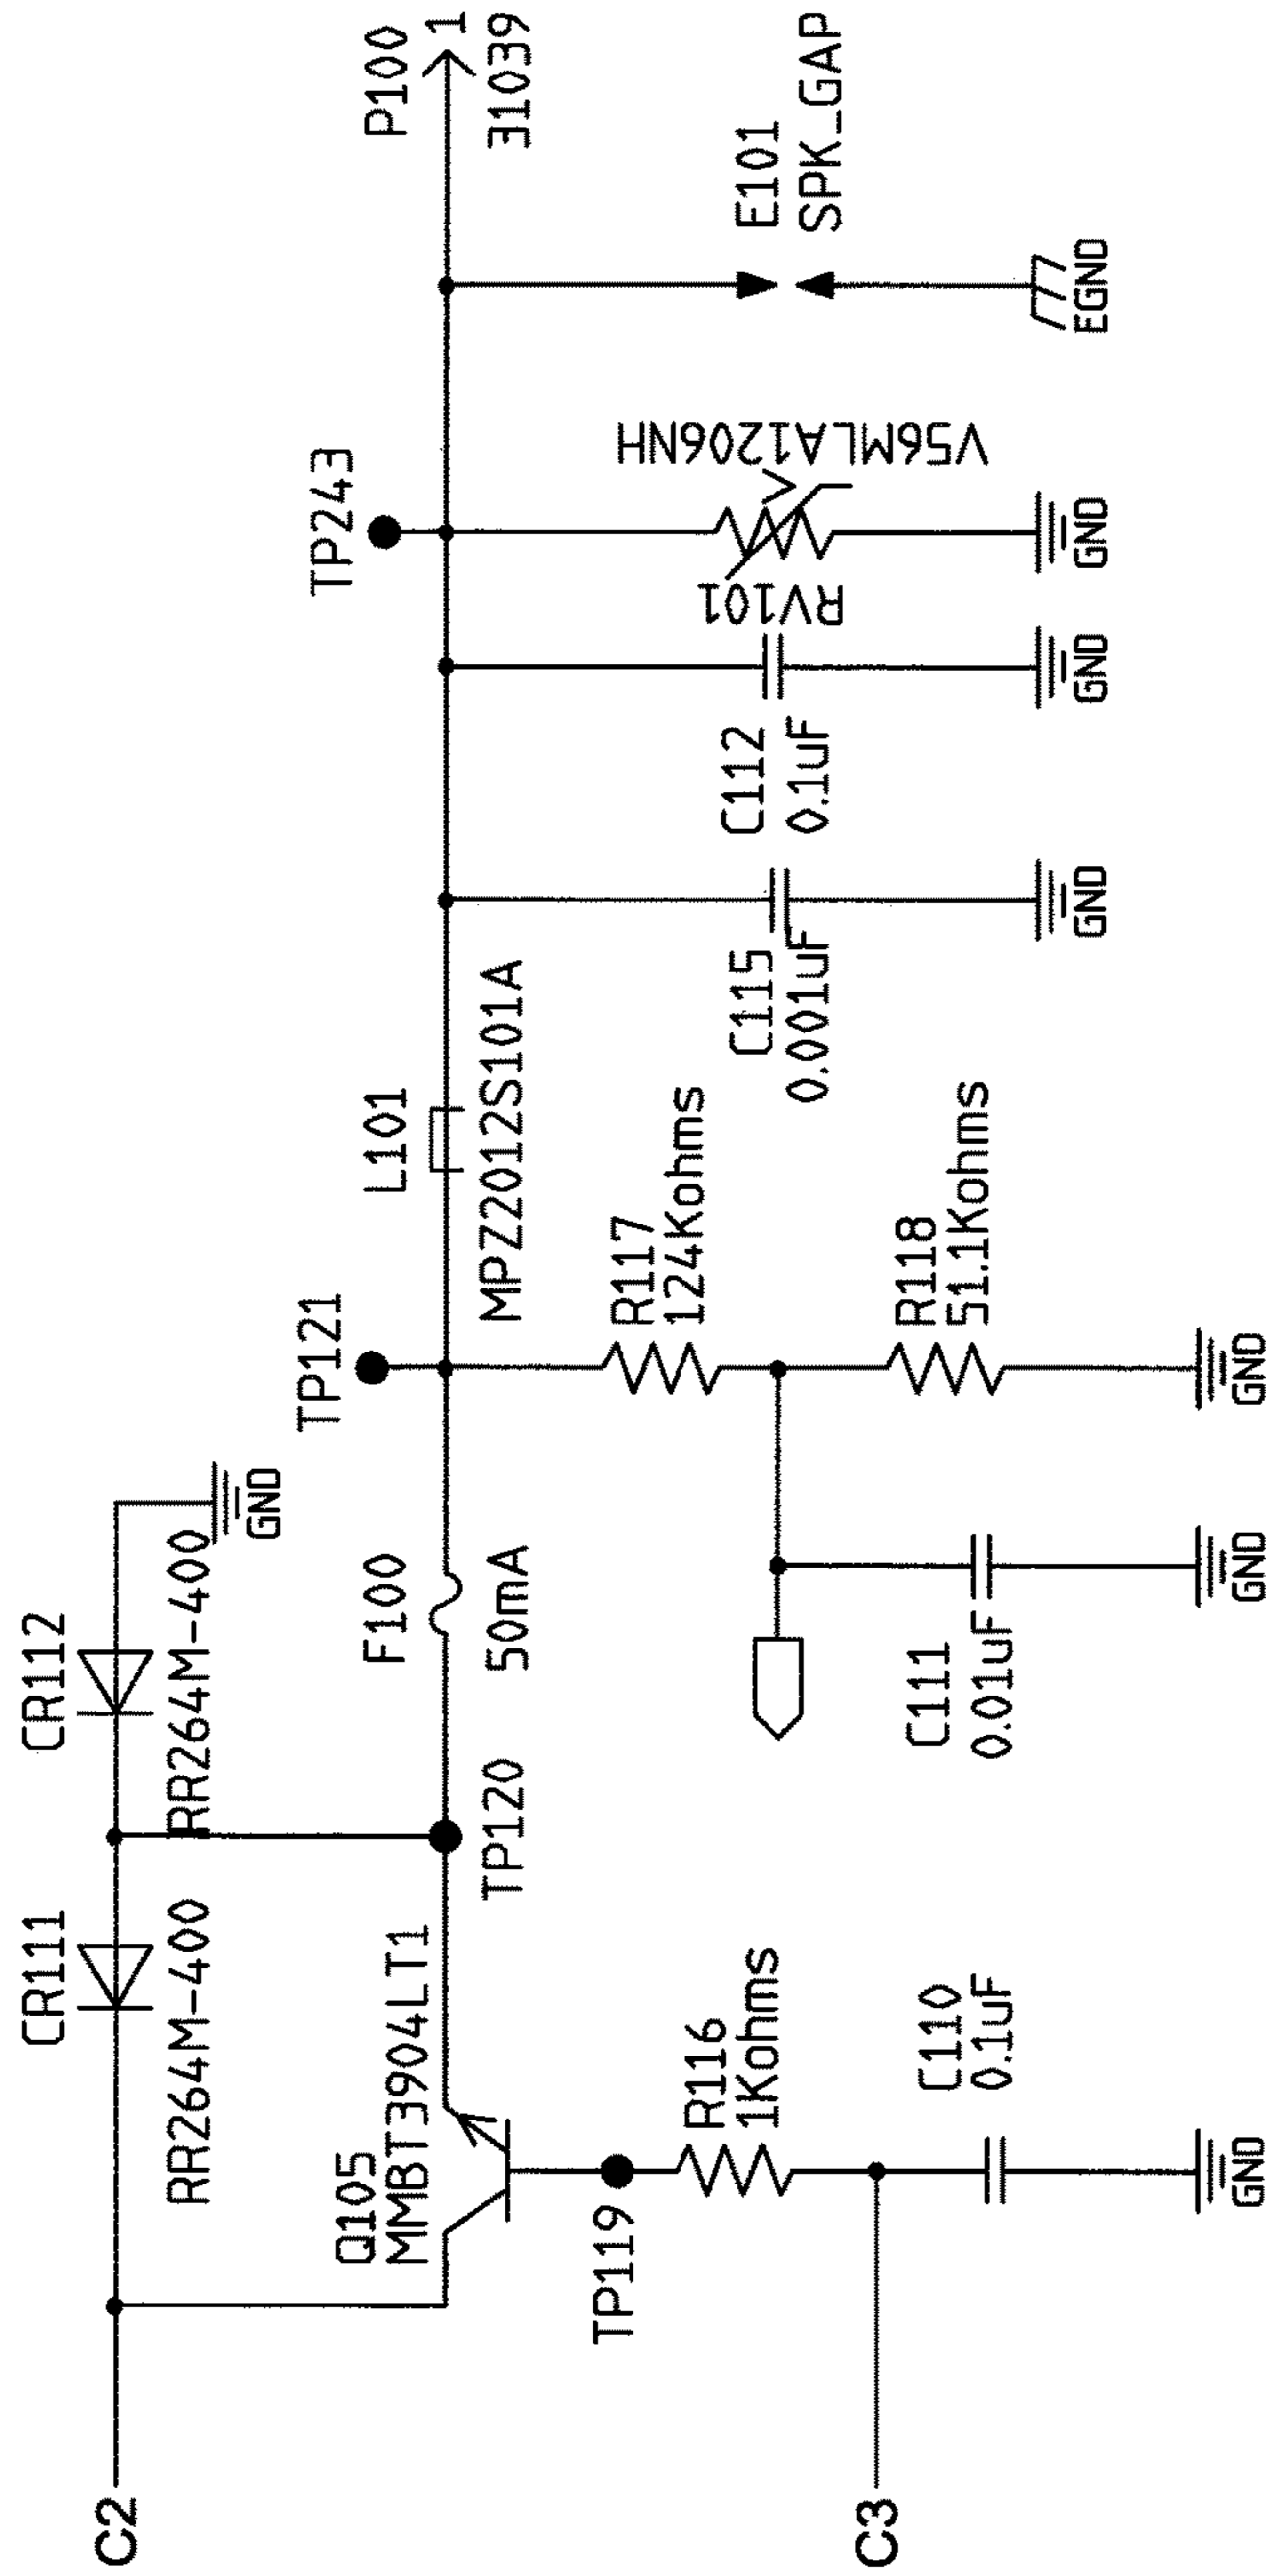 C2
CR111
RR264M-400
CR112
RR264M-400
GND
Q105
MMBT3904LT1
TP120
F100
50mA
TP121
L101
MPZ2012S101A
TP243
P100
1
31039
TP119
R116
1Kohms
C3
C110
0.1uF
GND
C111
0.01uF
GND
R117
124Kohms
R118
51.1Kohms
GND
C115
0.001uF
GND
C112
0.1uF
GND
RV101
V56MLA1206NH
GND
E101
SPK_GAP
EGND